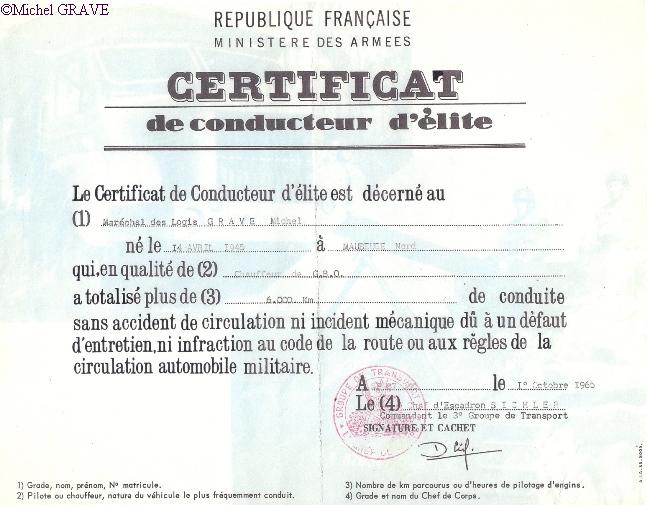 ©Michel GRAVE
REPUBLIQUE FRANÇAISE
MINISTERE DES ARMEES
CERTIFICAT
de conducteur d'élite
Le Certificat de Conducteur d'élite est décerné au
(1) Maréchal des Logis GRAVE Michel
né le 14 AVRIL 1945 à MAUBEUGE Nord
qui, en qualité de (2) Chauffeur de G.B.O.
a totalisé plus de (3) 6.000 Km. de conduite
sans accident de circulation ni incident mécanique dû à un défaut
d'entretien, ni infraction au code de la route ou aux règles de la
circulation automobile militaire.
A le 1° Octobre 1965
Le (4) Chef d'Escadron SICHLER
Commandant le 3° Groupe de Transport
SIGNATURE ET CACHET
GROUPE DE TRANSPORT
1) Grade, nom, prénom, N° matricule.
2) Pilote ou chauffeur, nature du véhicule le plus fréquemment conduit.
3) Nombre de km parcourus ou d'heures de pilotage d'engins.
4) Grade et nom du Chef de Corps.